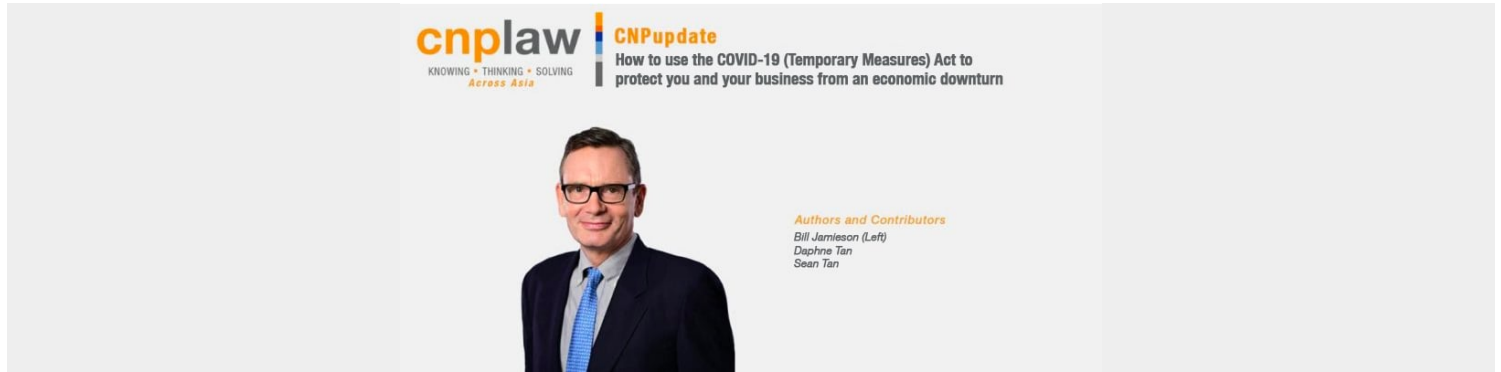 cnplaw
KNOWING • THINKING • SOLVING
Across Asia
CNPupdate
How to use the COVID-19 (Temporary Measures) Act to
protect you and your business from an economic downturn
Authors and Contributors
Bill Jamieson (Left)
Daphne Tan
Sean Tan